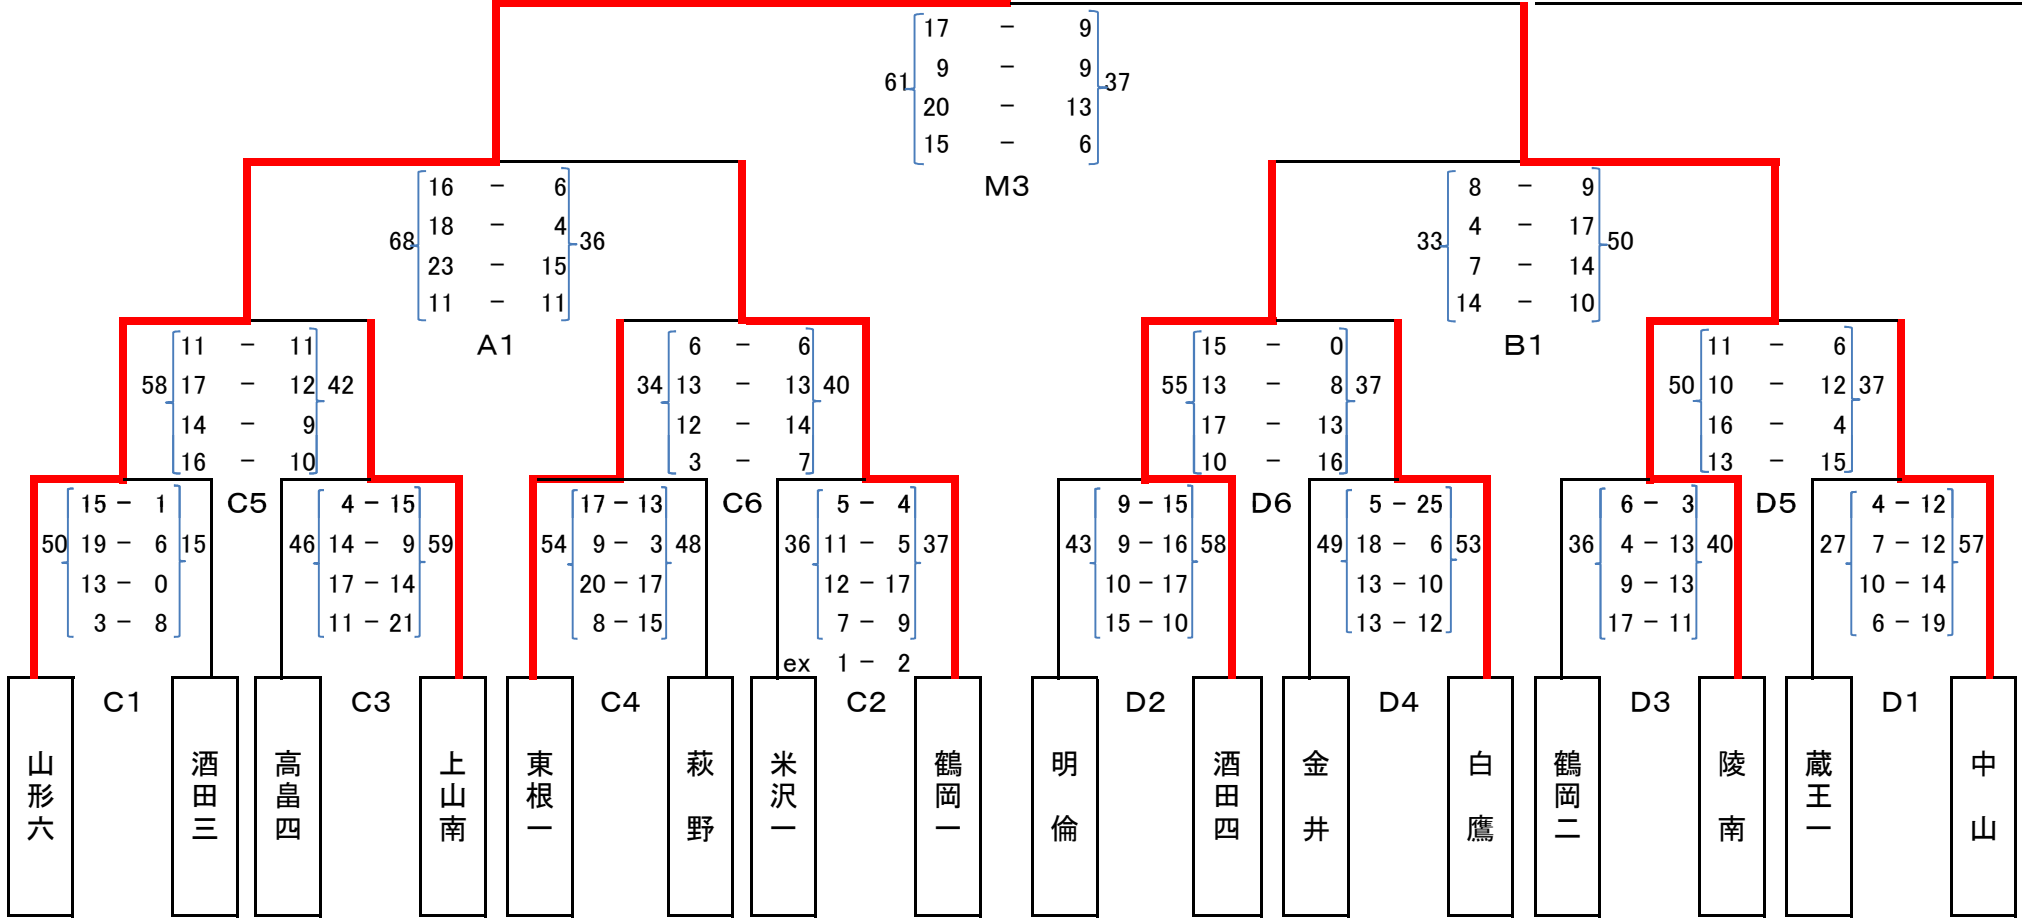 17 － 9
9 － 9
61 37
20 － 13
15 － 6
M3
16 － 6
18 － 4
68 36
23 － 15
11 － 11
A1
8 － 9
4 － 17
33 50
7 － 14
14 － 10
B1
11 － 11
58 17 － 12 42
14 － 9
16 － 10
C5
6 － 6
34 13 － 13 40
12 － 14
3 － 7
C6
15 － 0
55 13 － 8 37
17 － 13
10 － 16
D6
11 － 6
50 10 － 12 37
16 － 4
13 － 15
D5
15 － 1
50 19 － 6 15
13 － 0
3 － 8
C1
4 － 15
46 14 － 9 59
17 － 14
11 － 21
C3
17 － 13
54 9 － 3 48
20 － 17
8 － 15
C4
5 － 4
36 11 － 5 37
12 － 17
7 － 9
ex 1 － 2
C2
9 － 15
43 9 － 16 58
10 － 17
15 － 10
D2
5 － 25
49 18 － 6 53
13 － 10
13 － 12
D4
6 － 3
36 4 － 13 40
9 － 13
17 － 11
D3
4 － 12
27 7 － 12 57
10 － 14
6 － 19
D1
山形六
酒田三
高畠四
上山南
東根一
萩野
米沢一
鶴岡一
明倫
酒田四
金井
白鷹
鶴岡二
陵南
蔵王一
中山